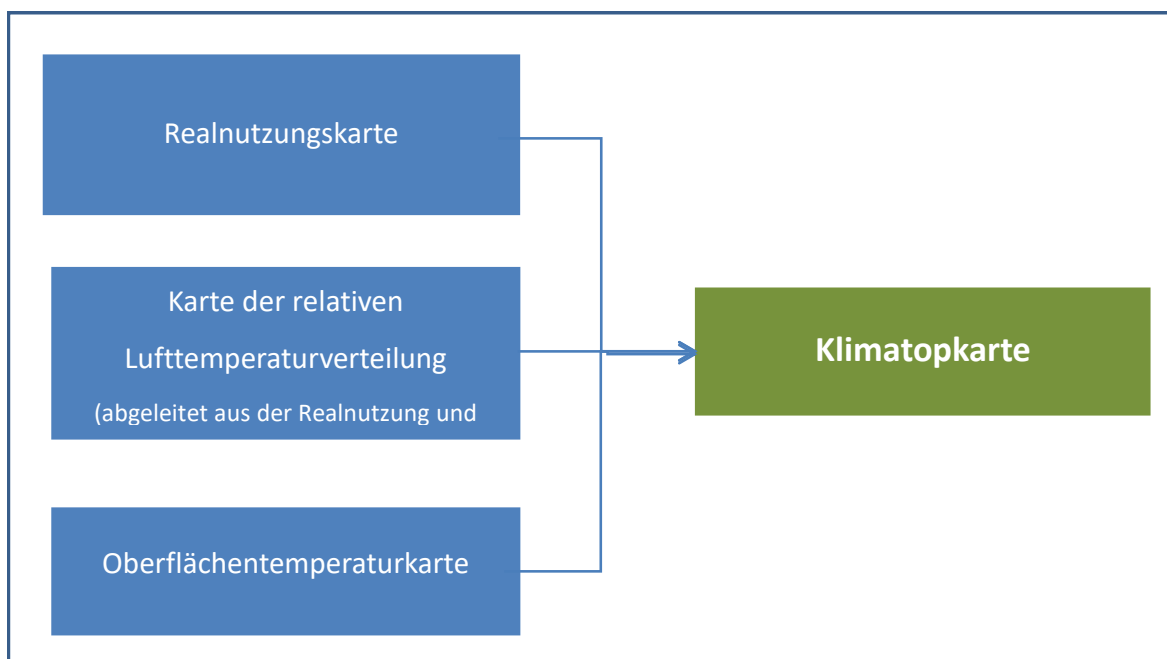 Realnutzungskarte
Karte der relativen
Lufttemperaturverteilung
(abgeleitet aus der Realnutzung und
Klimatopkarte
Oberflächentemperaturkarte